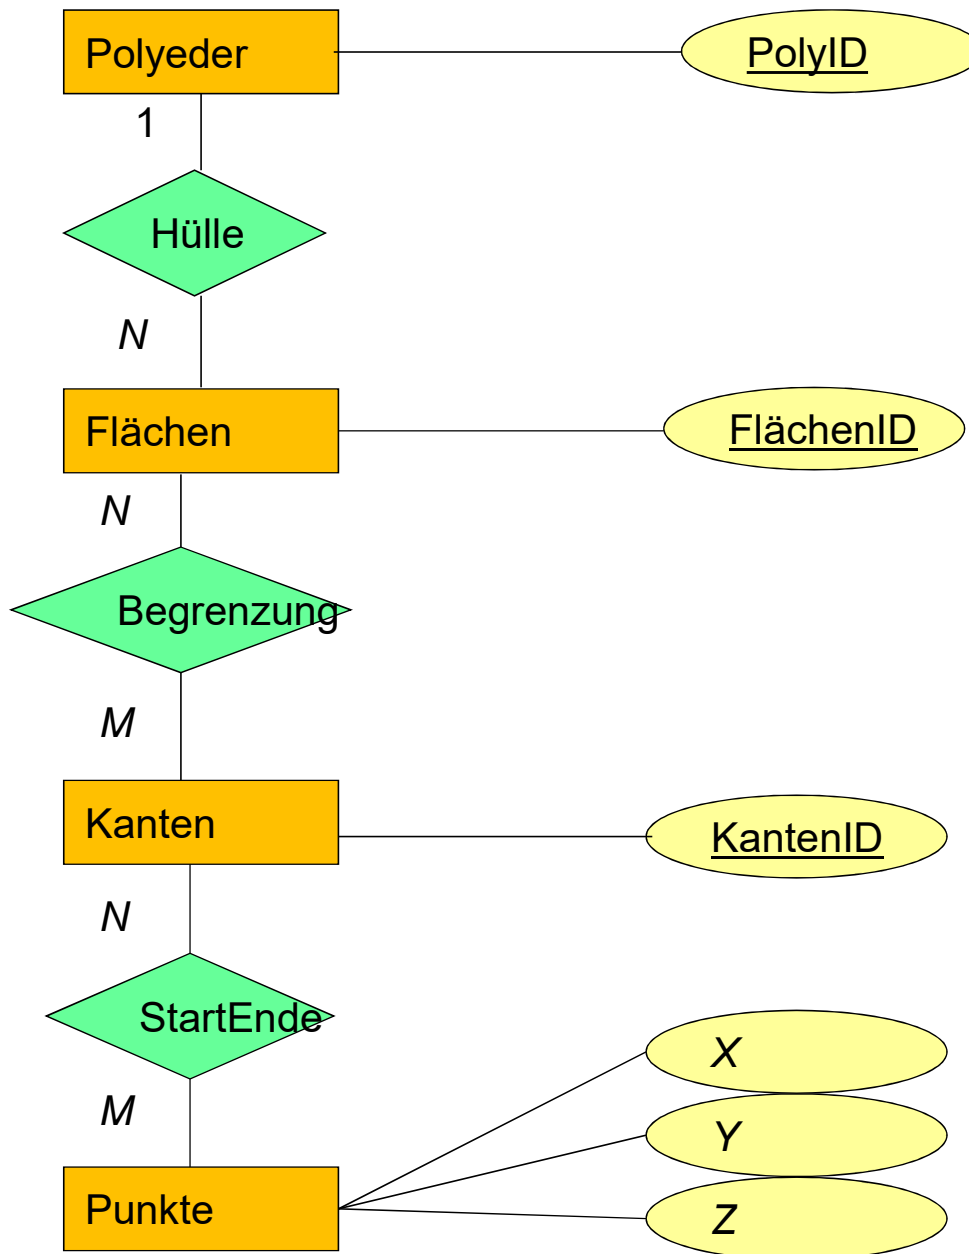 Polyeder
PolyID
1
Hülle
N
Flächen
FlächenID
N
Begrenzung
M
Kanten
KantenID
N
StartEnde
X
M
Y
Punkte
Z